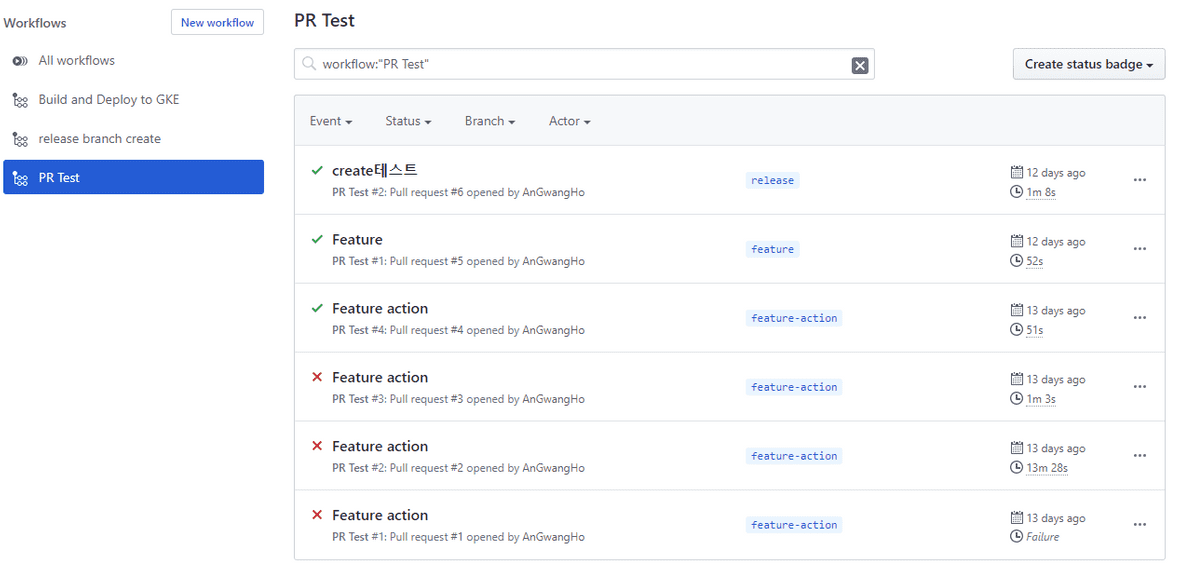 Workflows
New workflow
All workflows
Build and Deploy to GKE
release branch create
PR Test
PR Test
workflow:"PR Test"
Create status badge
Event Status Branch Actor
create테스트
PR Test #2: Pull request #6 opened by AnGwangHo
release
12 days ago
1m 8s
Feature
PR Test #1: Pull request #5 opened by AnGwangHo
feature
12 days ago
52s
Feature action
PR Test #4: Pull request #4 opened by AnGwangHo
feature-action
13 days ago
51s
Feature action
PR Test #3: Pull request #3 opened by AnGwangHo
feature-action
13 days ago
1m 3s
Feature action
PR Test #2: Pull request #2 opened by AnGwangHo
feature-action
13 days ago
13m 28s
Feature action
PR Test #1: Pull request #1 opened by AnGwangHo
feature-action
13 days ago
Failure